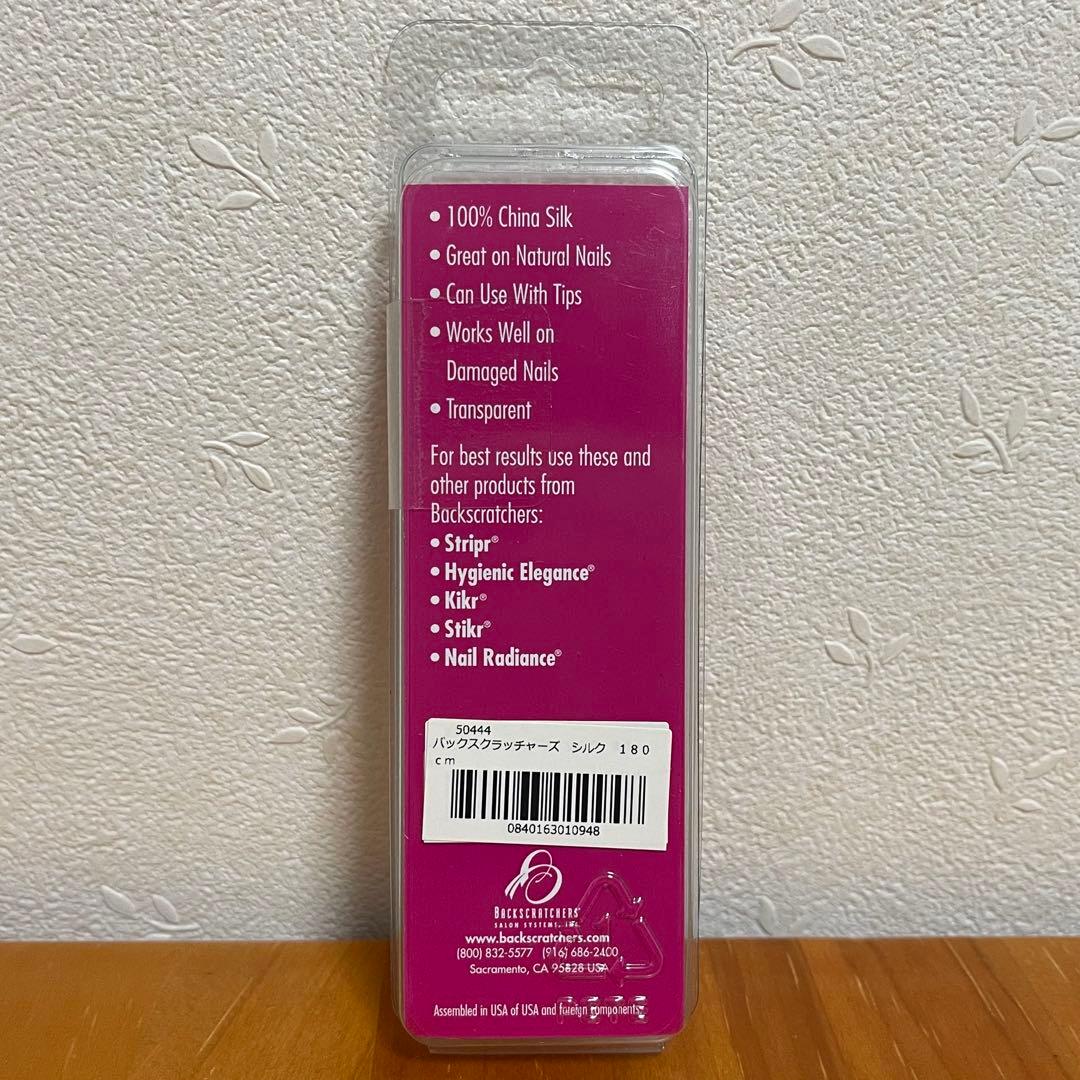 • 100% China Silk
• Great on Natural Nails
• Can Use With Tips
• Works Well on
Damaged Nails
• Transparent
For best results use these and
other products from
Backscratchers:
• Stripr®
• Hygienic Elegance®
• Kikr®
• Stikr®
• Nail Radiance®
50444
バックスクラッチャーズ シルク 180
cm
0840163010948
BACKSCRATCHERS
SALON SYSTEMS, INC.
www.backscratchers.com
(800) 832-5577 (916) 686-2400
Sacramento, CA 95828 USA
Assembled in USA of USA and foreign components.